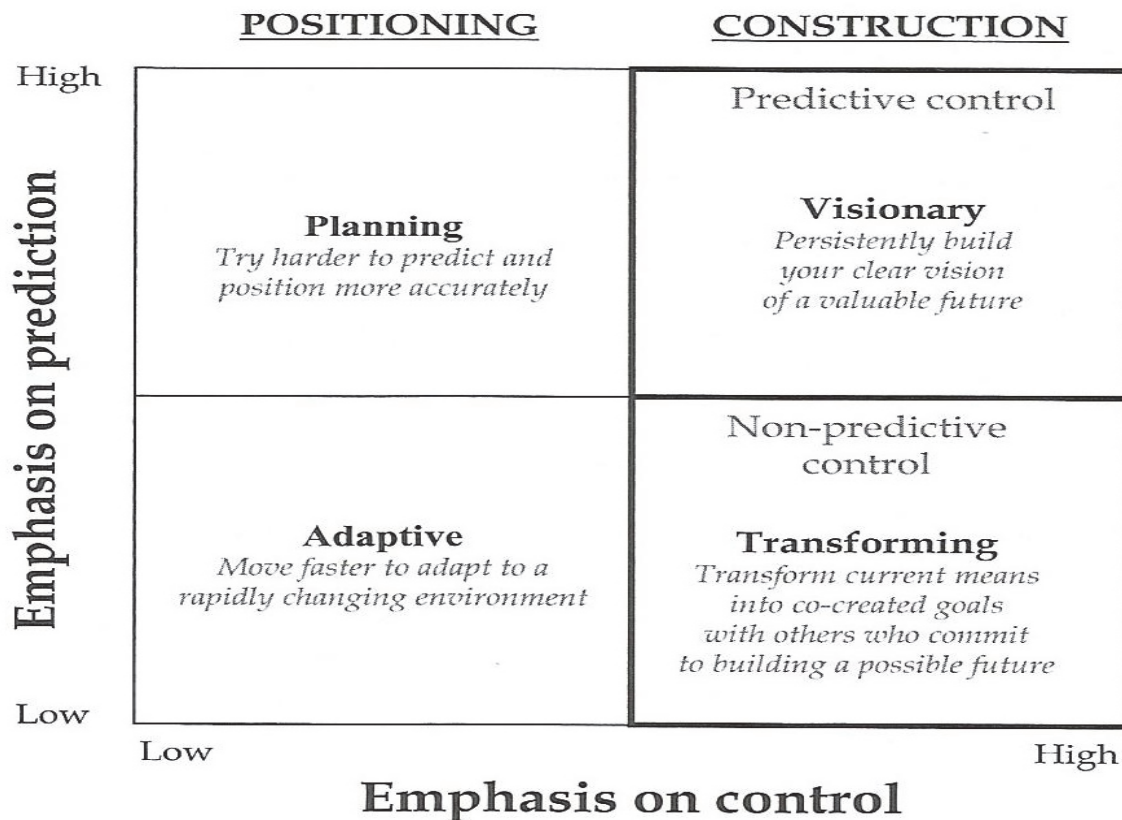 POSITIONING
CONSTRUCTION
High
Predictive control
Planning
Try harder to predict and
position more accurately
Visionary
Persistently build
your clear vision
of a valuable future
Emphasis on prediction
Non-predictive
control
Adaptive
Move faster to adapt to a
rapidly changing environment
Transforming
Transform current means
into co-created goals
with others who commit
to building a possible future
Low
Low
High
Emphasis on control